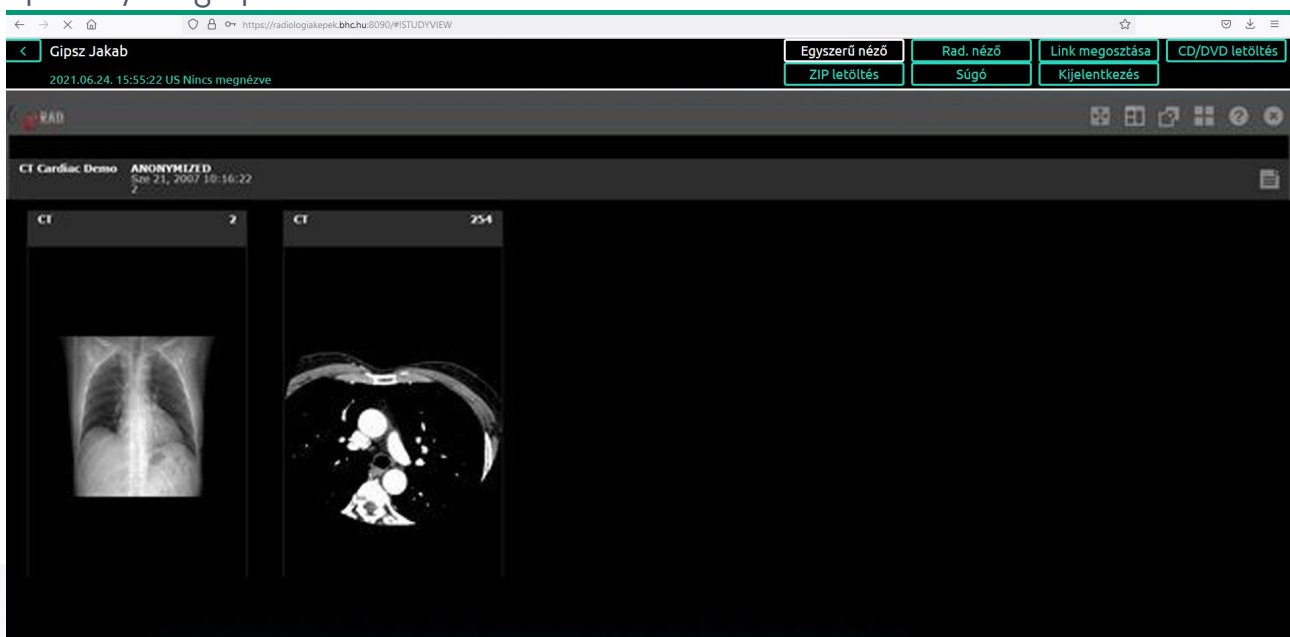 https://radiologiakepek.bhc.hu:8090/#!STUDYVIEW
Gipsz Jakab
Egyszerű néző
Rad. néző
Link megosztása
CD/DVD letöltés
2021.06.24. 15:55:22 US Nincs megnézve
ZIP letöltés
Súgó
Kijelentkezés
RAD
CT Cardiac Demo
ANONYMIZED
Sze 21, 2007 10:16:22
2
CT 2
CT 254